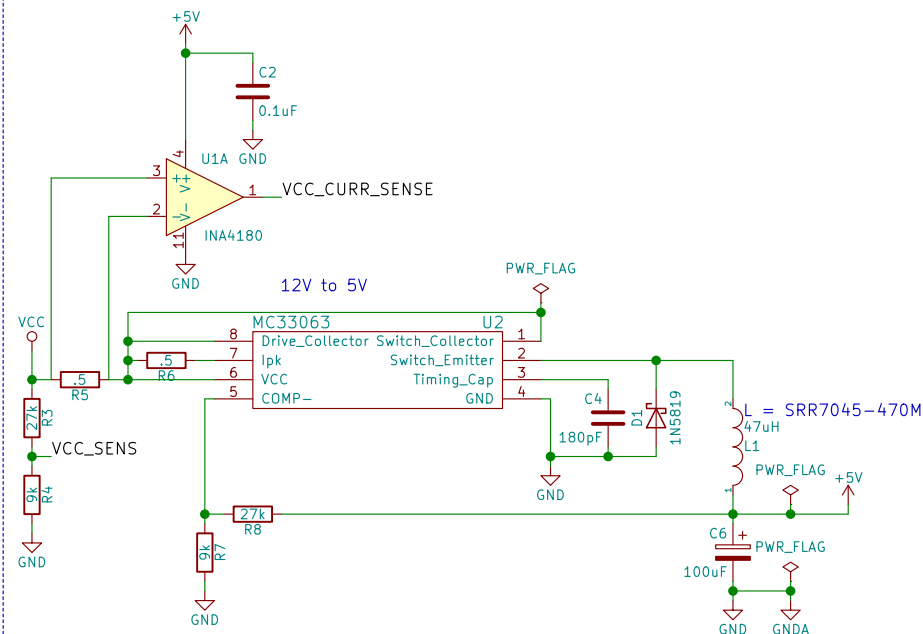 +5V
C2
0.1uF
GND
4
U1A
3
++
V+
1
VCC_CURR_SENSE
2
V-
INA4180
11
GND
PWR_FLAG
12V to 5V
VCC
MC33063
U2
8
Drive_Collector
Switch_Collector
1
7
Ipk
Switch_Emitter
2
6
VCC
Timing_Cap
3
5
COMP-
GND
4
.5
R6
.5
R5
27k
R3
VCC_SENS
9k
R4
GND
C4
180pF
D1
1N5819
GND
2
L = SRR7045-470M
47uH
L1
1
PWR_FLAG
+5V
27k
R8
9k
R7
GND
C6
+
100uF
PWR_FLAG
GND
GNDA